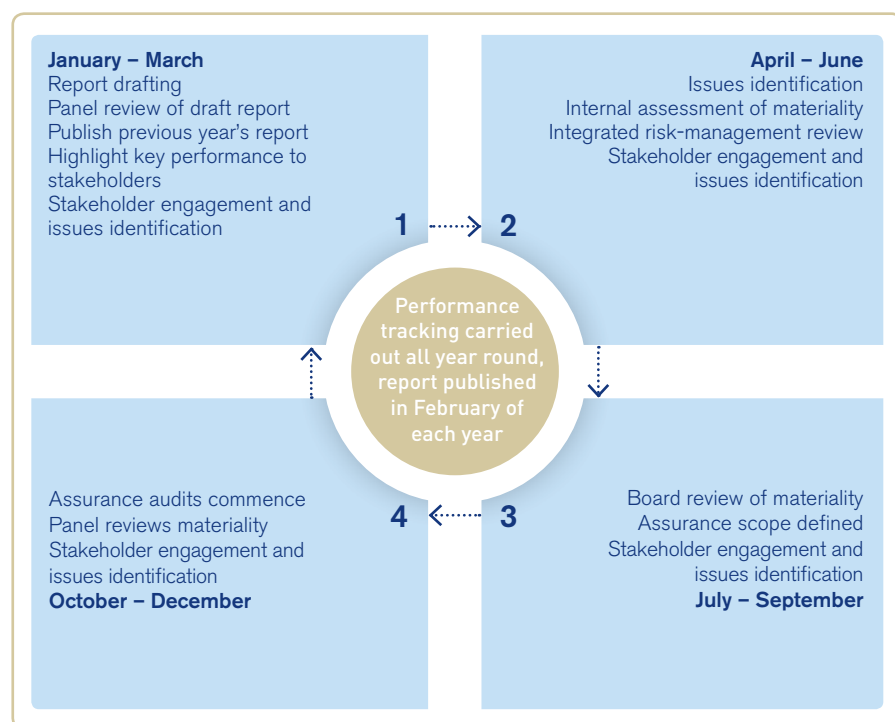 January – March
Report drafting
Panel review of draft report
Publish previous year's report
Highlight key performance to
stakeholders
Stakeholder engagement and
issues identification
1
April – June
Issues identification
Internal assessment of materiality
Integrated risk-management review
Stakeholder engagement and
issues identification
2
Performance
tracking carried
out all year round,
report published
in February of
each year
Board review of materiality
Assurance scope defined
Stakeholder engagement and
issues identification
July – September
3
Assurance audits commence
Panel reviews materiality
Stakeholder engagement and
issues identification
October – December
4